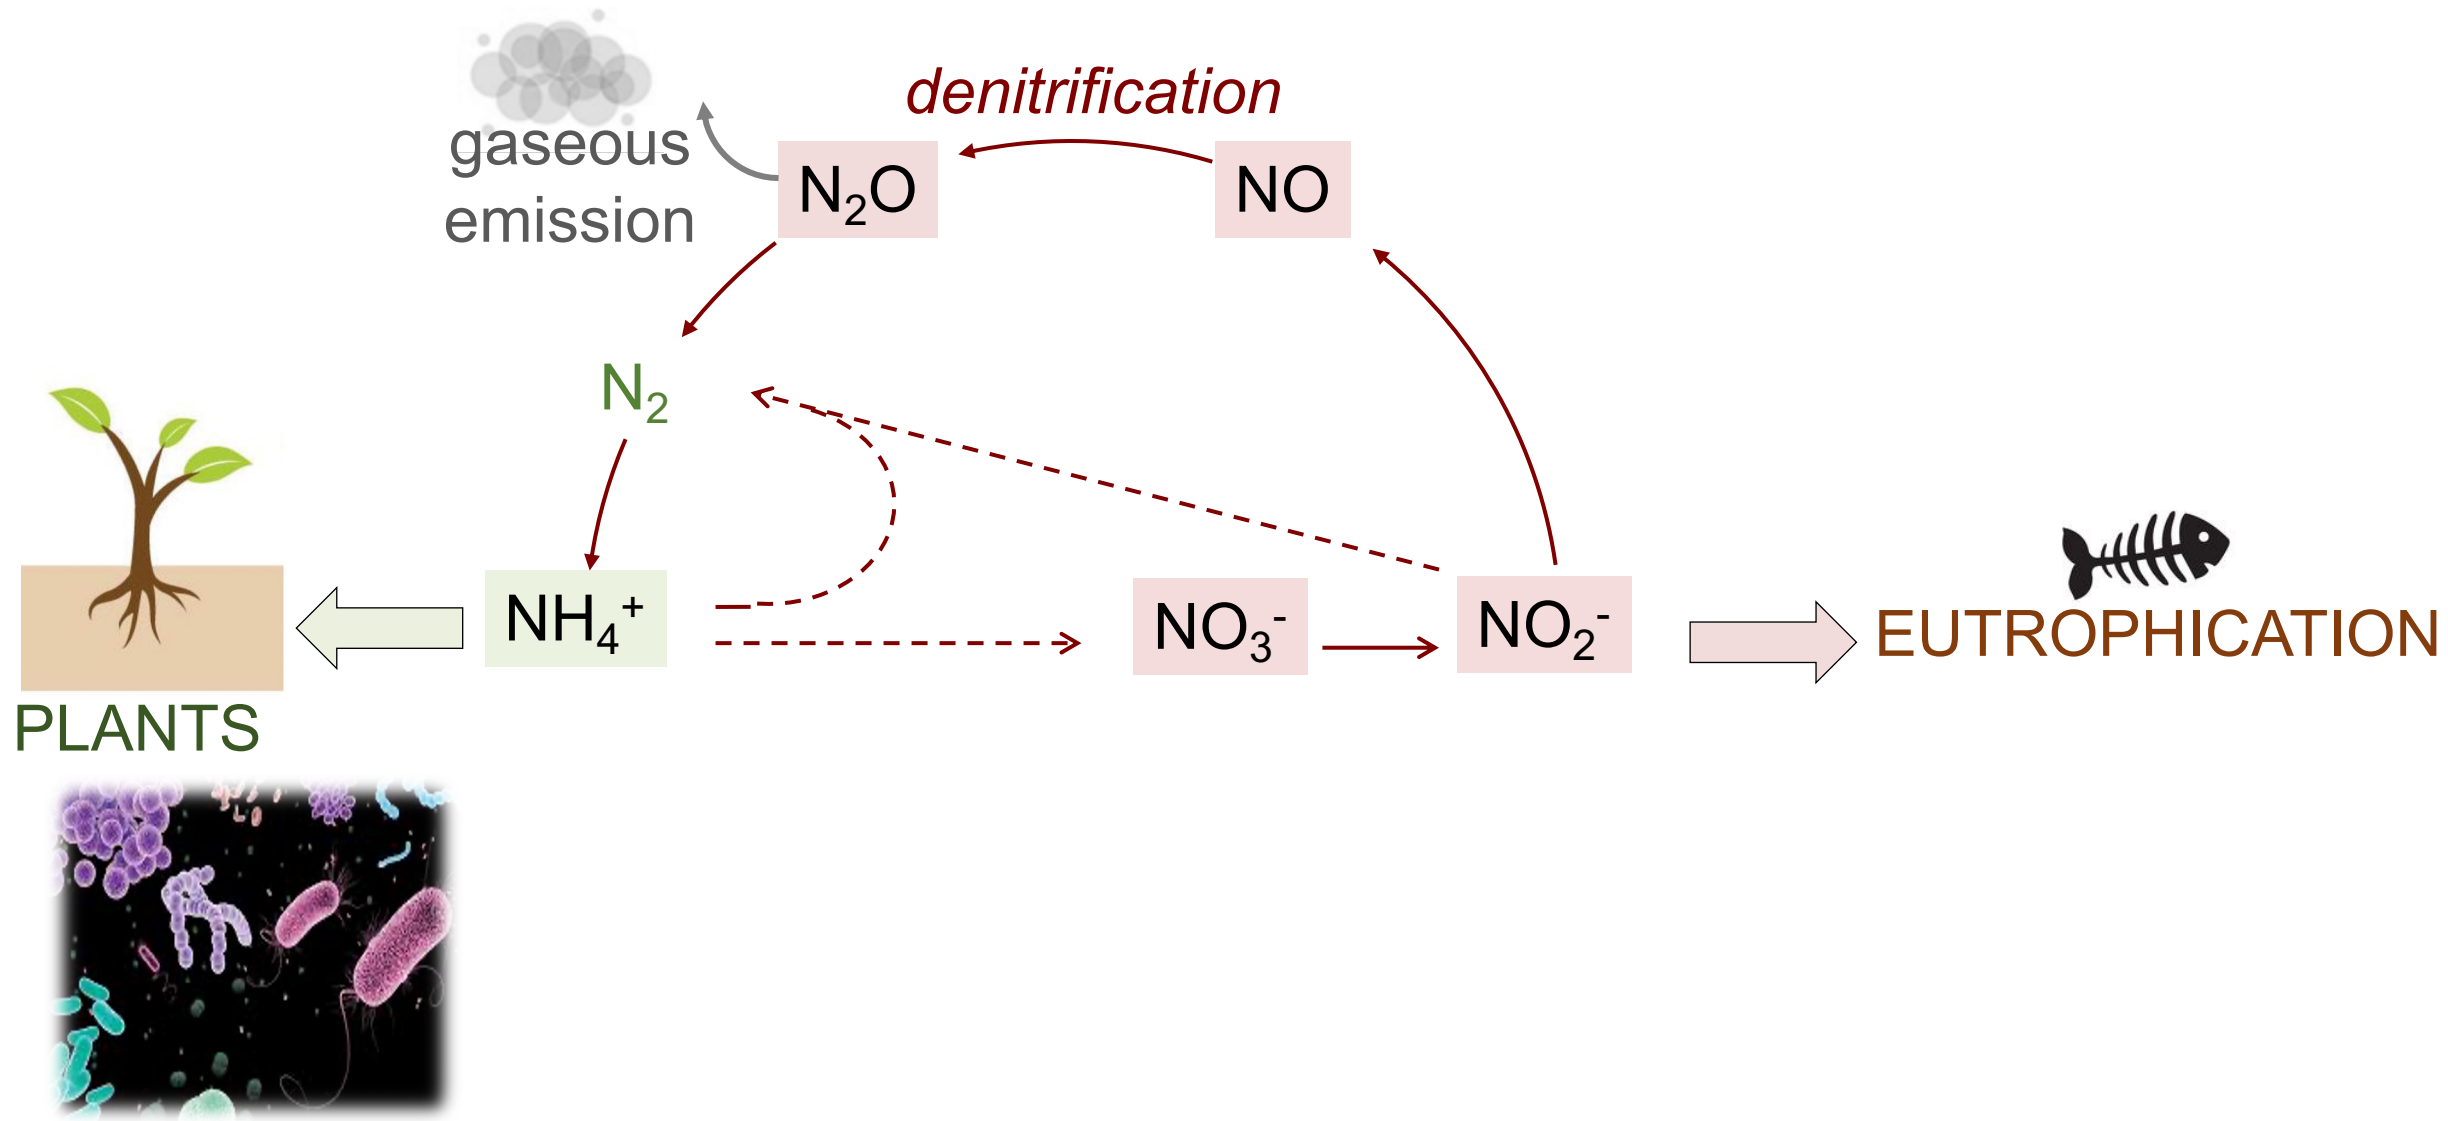 denitrification
gaseous
emission
N₂O
NO
N₂
NH₄⁺
NO₃⁻
NO₂⁻
EUTROPHICATION
PLANTS